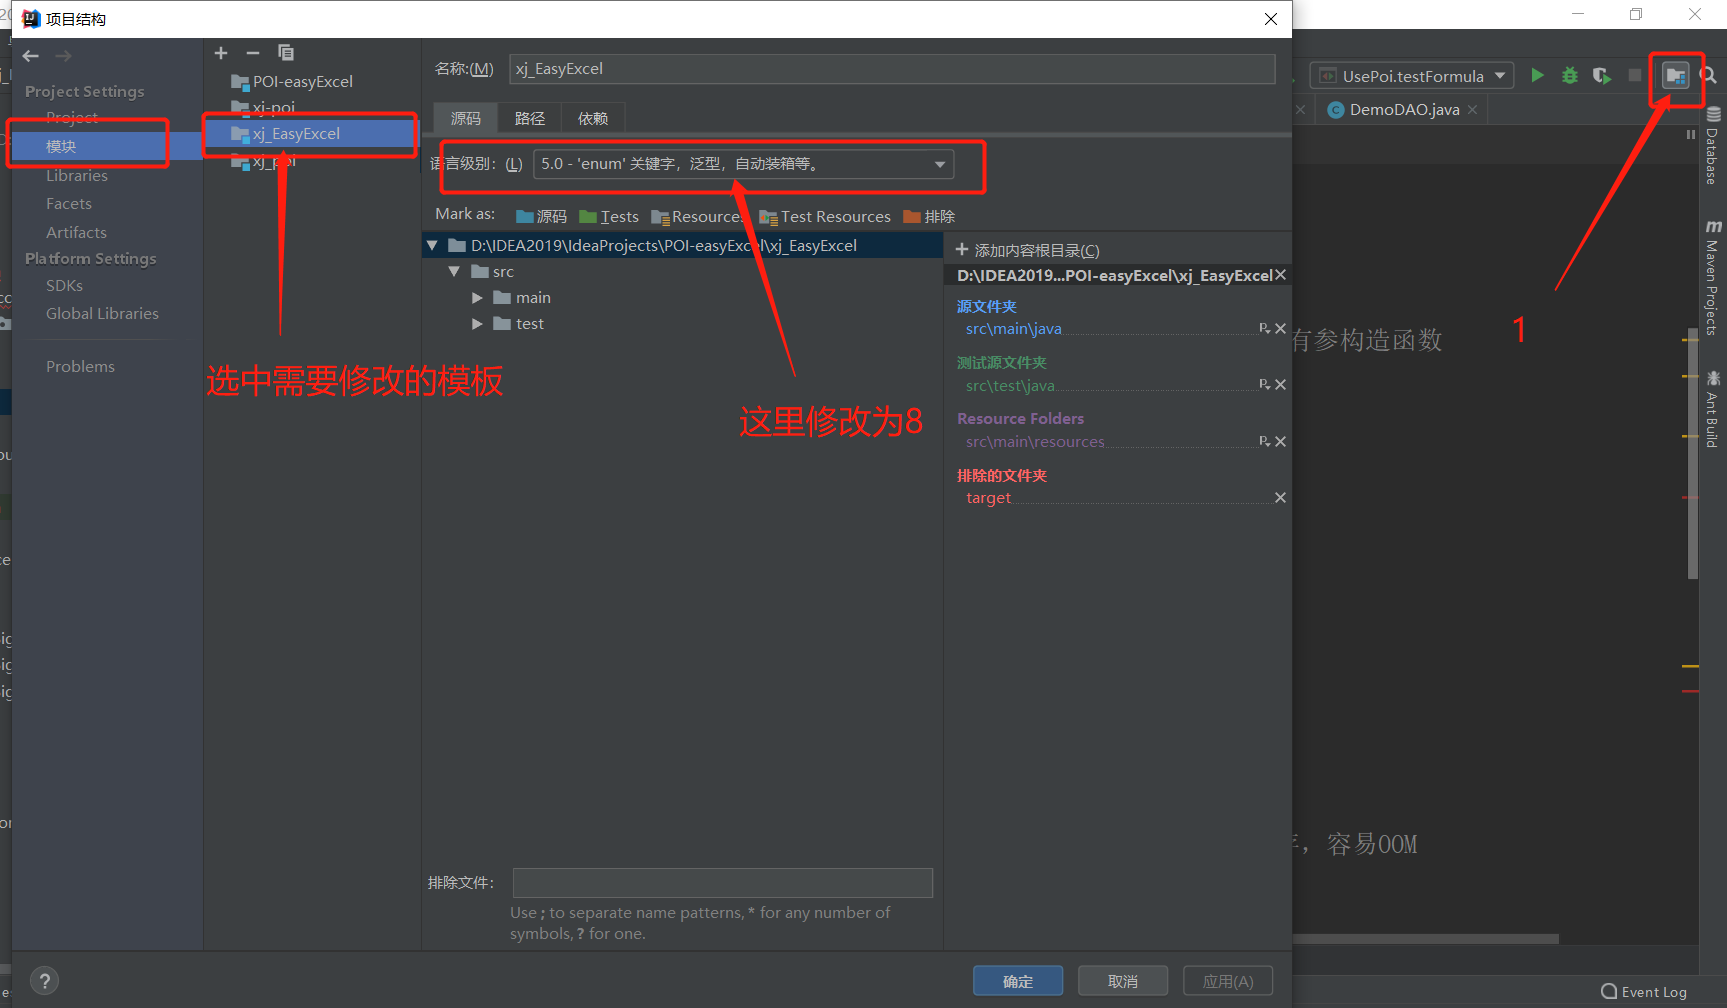 项目结构
Project Settings
Project
模块
Libraries
Facets
Artifacts
Platform Settings
SDKs
Global Libraries
Problems
POI-easyExcel
xj-poi
xj_EasyExcel
xj_poi
选中需要修改的模板
名称:(M)
xj_EasyExcel
源码
路径
依赖
语言级别：(L)
5.0 - 'enum' 关键字，泛型，自动装箱等。
Mark as:
源码
Tests
Resources
Test Resources
排除
D:\IDEA2019\IdeaProjects\POI-easyExcel\xj_EasyExcel
src
main
test
这里修改为8
添加内容根目录(C)
D:\IDEA2019...POI-easyExcel\xj_EasyExcel
源文件夹
src\main\java
测试源文件夹
src\test\java
Resource Folders
src\main\resources
排除的文件夹
target
排除文件：
Use ; to separate name patterns, * for any number of
symbols, ? for one.
确定
取消
应用(A)
UsePoi.testFormula
DemoDAO.java
1
有参构造函数
，容易OOM
Database
Maven Projects
Ant Build
Event Log